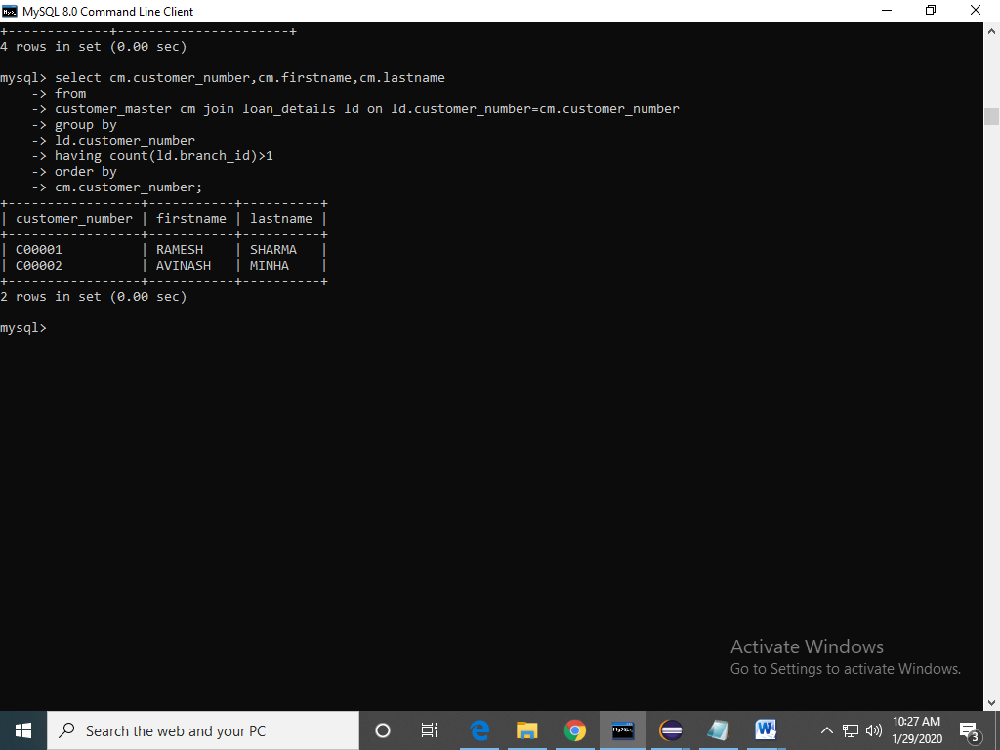 MySQL 8.0 Command Line Client
+-------------+----------------------+
4 rows in set (0.00 sec)
mysql> select cm.customer_number,cm.firstname,cm.lastname
    -> from
    -> customer_master cm join loan_details ld on ld.customer_number=cm.customer_number
    -> group by
    -> ld.customer_number
    -> having count(ld.branch_id)>1
    -> order by
    -> cm.customer_number;
+-----------------+-----------+----------+
| customer_number | firstname | lastname |
+-----------------+-----------+----------+
| C00001          | RAMESH    | SHARMA   |
| C00002          | AVINASH   | MINHA    |
+-----------------+-----------+----------+
2 rows in set (0.00 sec)
mysql>
Activate Windows
Go to Settings to activate Windows.
Search the web and your PC
10:27 AM
1/29/2020
3